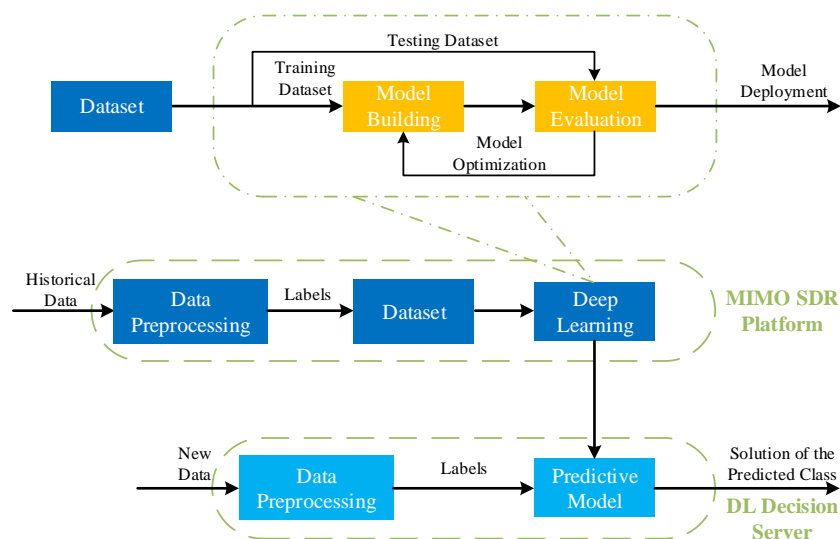 Testing Dataset
Training
Dataset
Dataset
Model
Building
Model
Evaluation
Model
Deployment
Model
Optimization
Historical
Data
Data
Preprocessing
Labels
Dataset
Deep
Learning
MIMO SDR
Platform
New
Data
Data
Preprocessing
Labels
Predictive
Model
Solution of the
Predicted Class
DL Decision
Server